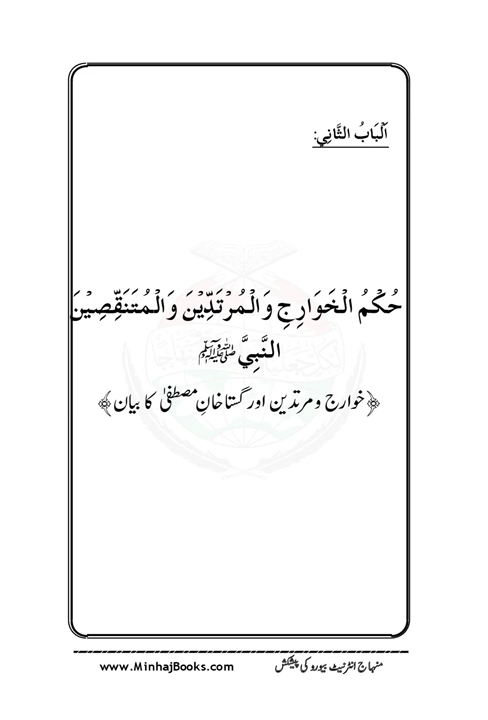 اَلْبَابُ الثَّانِي:
حُكْمُ الْخَوَارِجِ وَالْمُرْتَدِّيْنَ وَالْمُتَنَقِّصِيْنَ
النَّبِيَّ ﷺ
﴿خوارج و مرتدین اور گستاخانِ مصطفیٰ کا بیان﴾
منہاج انٹرنیٹ بیورو کی پیشکش www.MinhajBooks.com